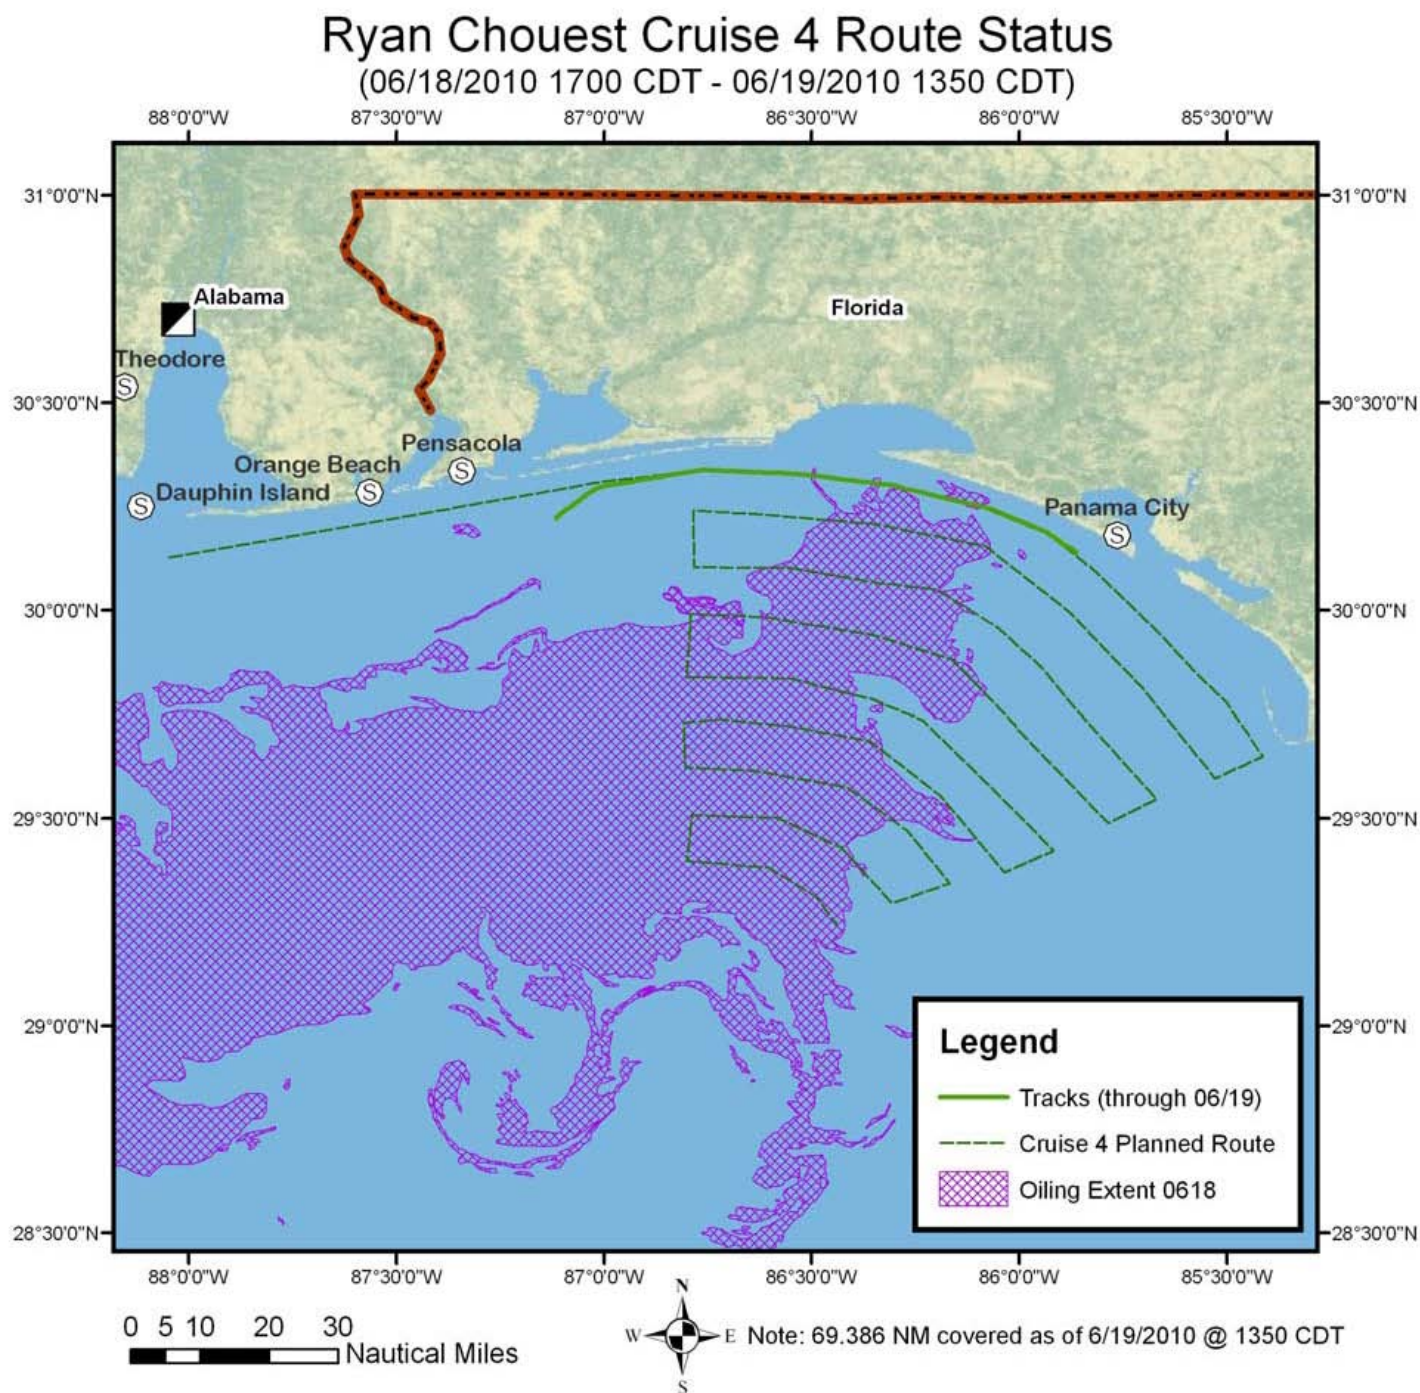 Ryan Chouest Cruise 4 Route Status
(06/18/2010 1700 CDT - 06/19/2010 1350 CDT)
88°0'0"W 87°30'0"W 87°0'0"W 86°30'0"W 86°0'0"W 85°30'0"W
31°0'0"N 31°0'0"N
Alabama
Florida
Theodore
S
30°30'0"N 30°30'0"N
Pensacola
S
Orange Beach
S
Dauphin Island
S
Panama City
S
30°0'0"N 30°0'0"N
29°30'0"N 29°30'0"N
29°0'0"N 29°0'0"N
Legend
Tracks (through 06/19)
Cruise 4 Planned Route
Oiling Extent 0618
28°30'0"N 28°30'0"N
88°0'0"W 87°30'0"W 87°0'0"W 86°30'0"W 86°0'0"W 85°30'0"W
0 5 10 20 30
Nautical Miles
N
W E
S
Note: 69.386 NM covered as of 6/19/2010 @ 1350 CDT